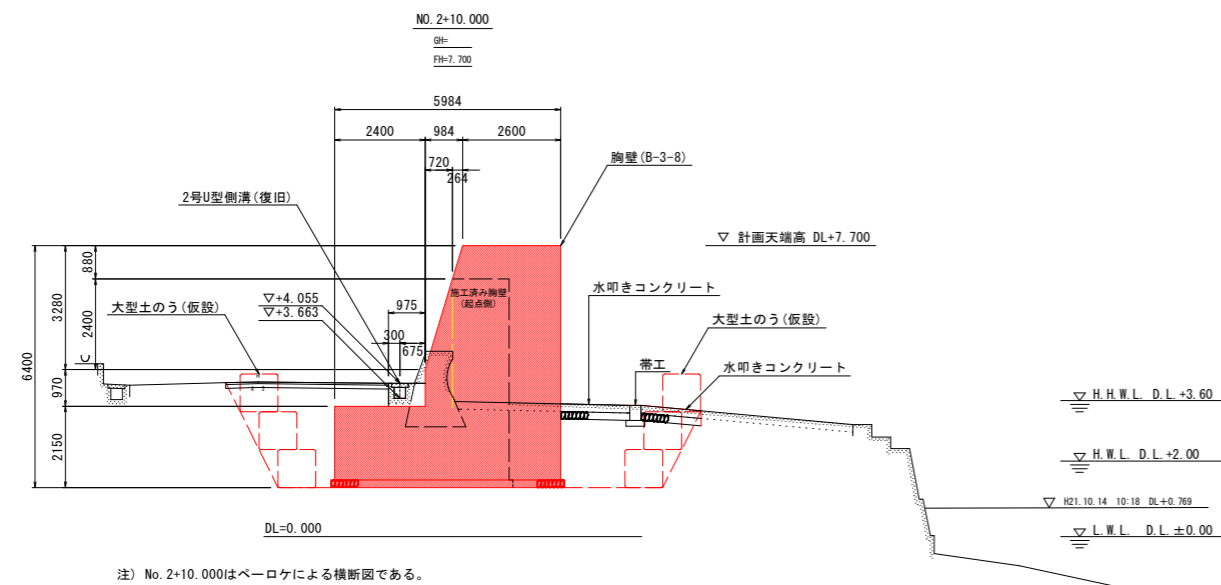 NO. 2+10.000
GH=
FH=7.700
5984
2400
984
2600
720
264
胸壁(B-3-8)
2号U型側溝(復旧)
▽ 計画天端高 DL+7.700
880
3280
2400
6400
970
2150
大型土のう(仮設)
▽+4.055
▽+3.663
975
300
675
施工済み胸壁
(起点側)
水叩きコンクリート
大型土のう(仮設)
帯工
水叩きコンクリート
▽ H.H.W.L. D.L.+3.60
▽ H.W.L. D.L.+2.00
▽ H21.10.14 10:18 DL+0.769
▽ L.W.L. D.L.±0.00
DL=0.000
注) No.2+10.000はペーロケによる横断図である。